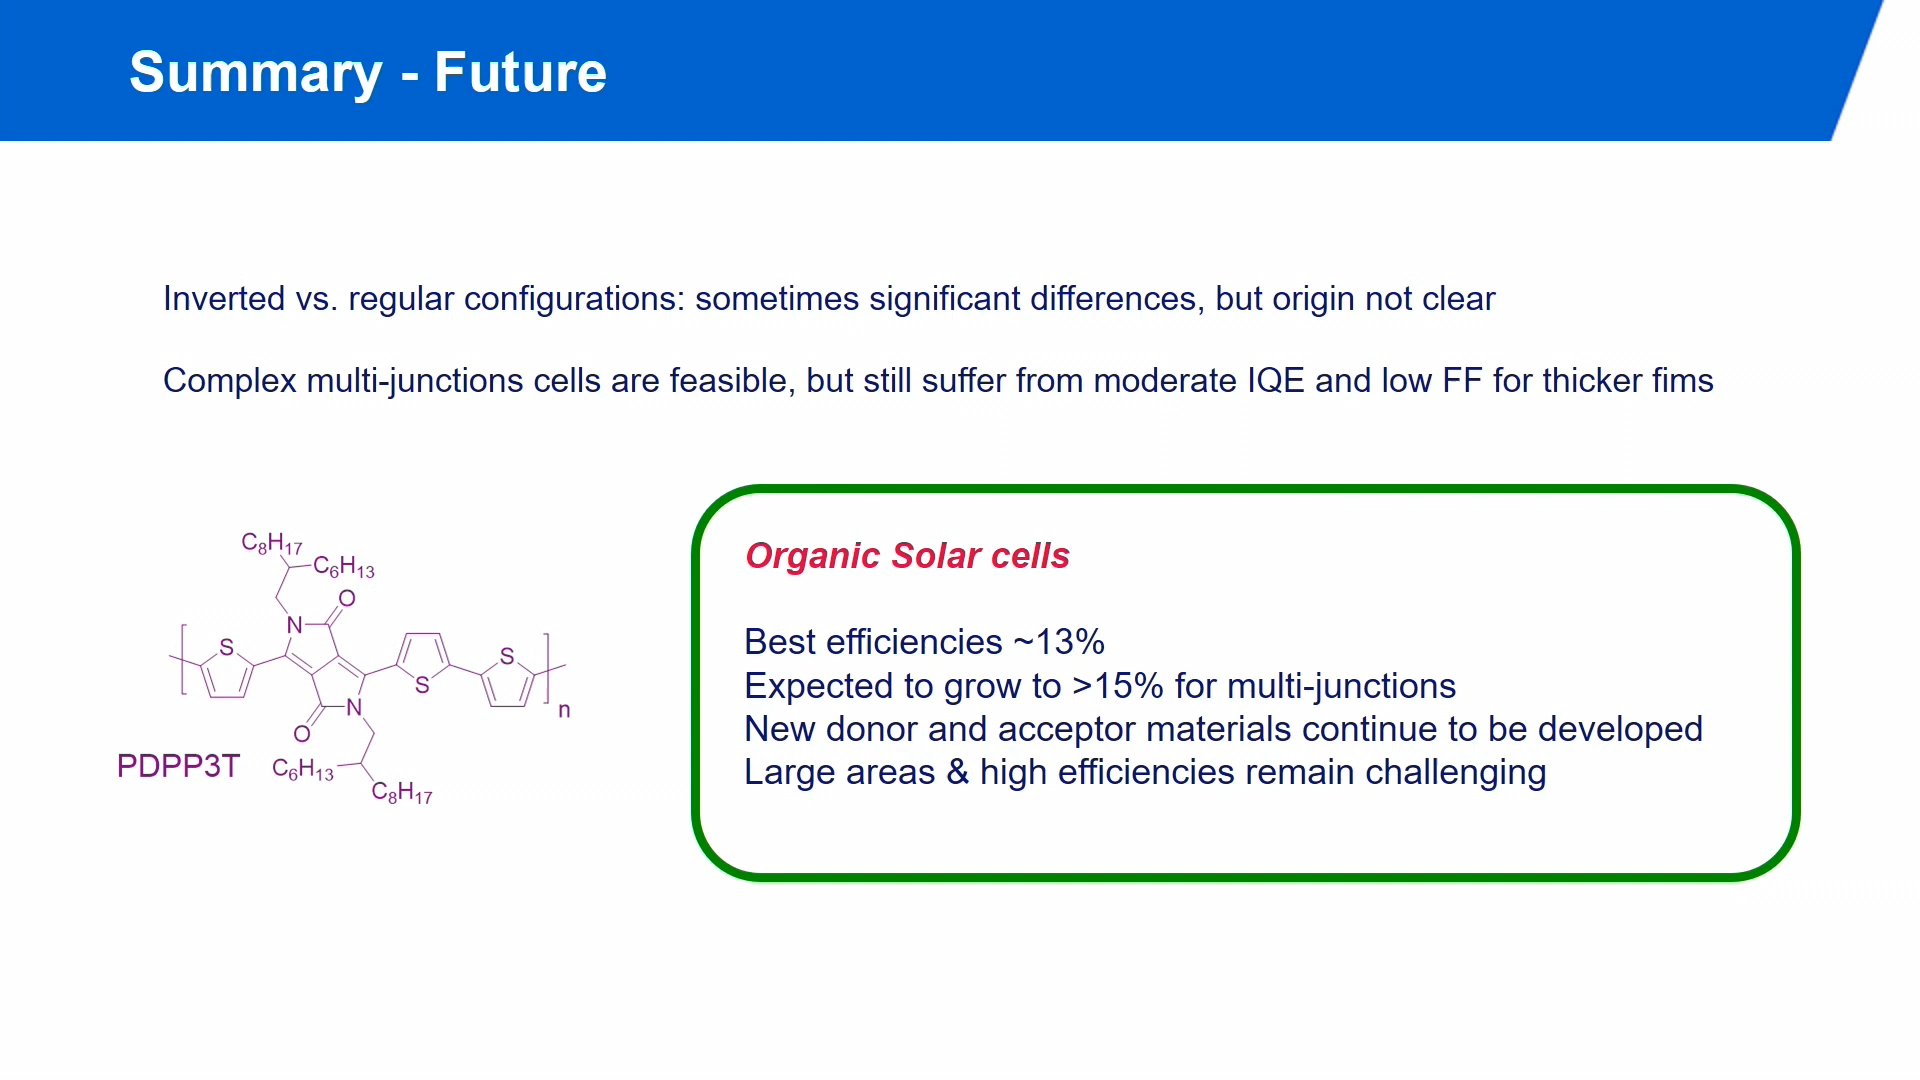 Summary - Future
Inverted vs. regular configurations: sometimes significant differences, but origin not clear
Complex multi-junctions cells are feasible, but still suffer from moderate IQE and low FF for thicker fims
C8H17
C6H13
O
N
S
S
S
N
O
n
PDPP3T
C6H13
C8H17
Organic Solar cells
Best efficiencies ~13%
Expected to grow to >15% for multi-junctions
New donor and acceptor materials continue to be developed
Large areas & high efficiencies remain challenging